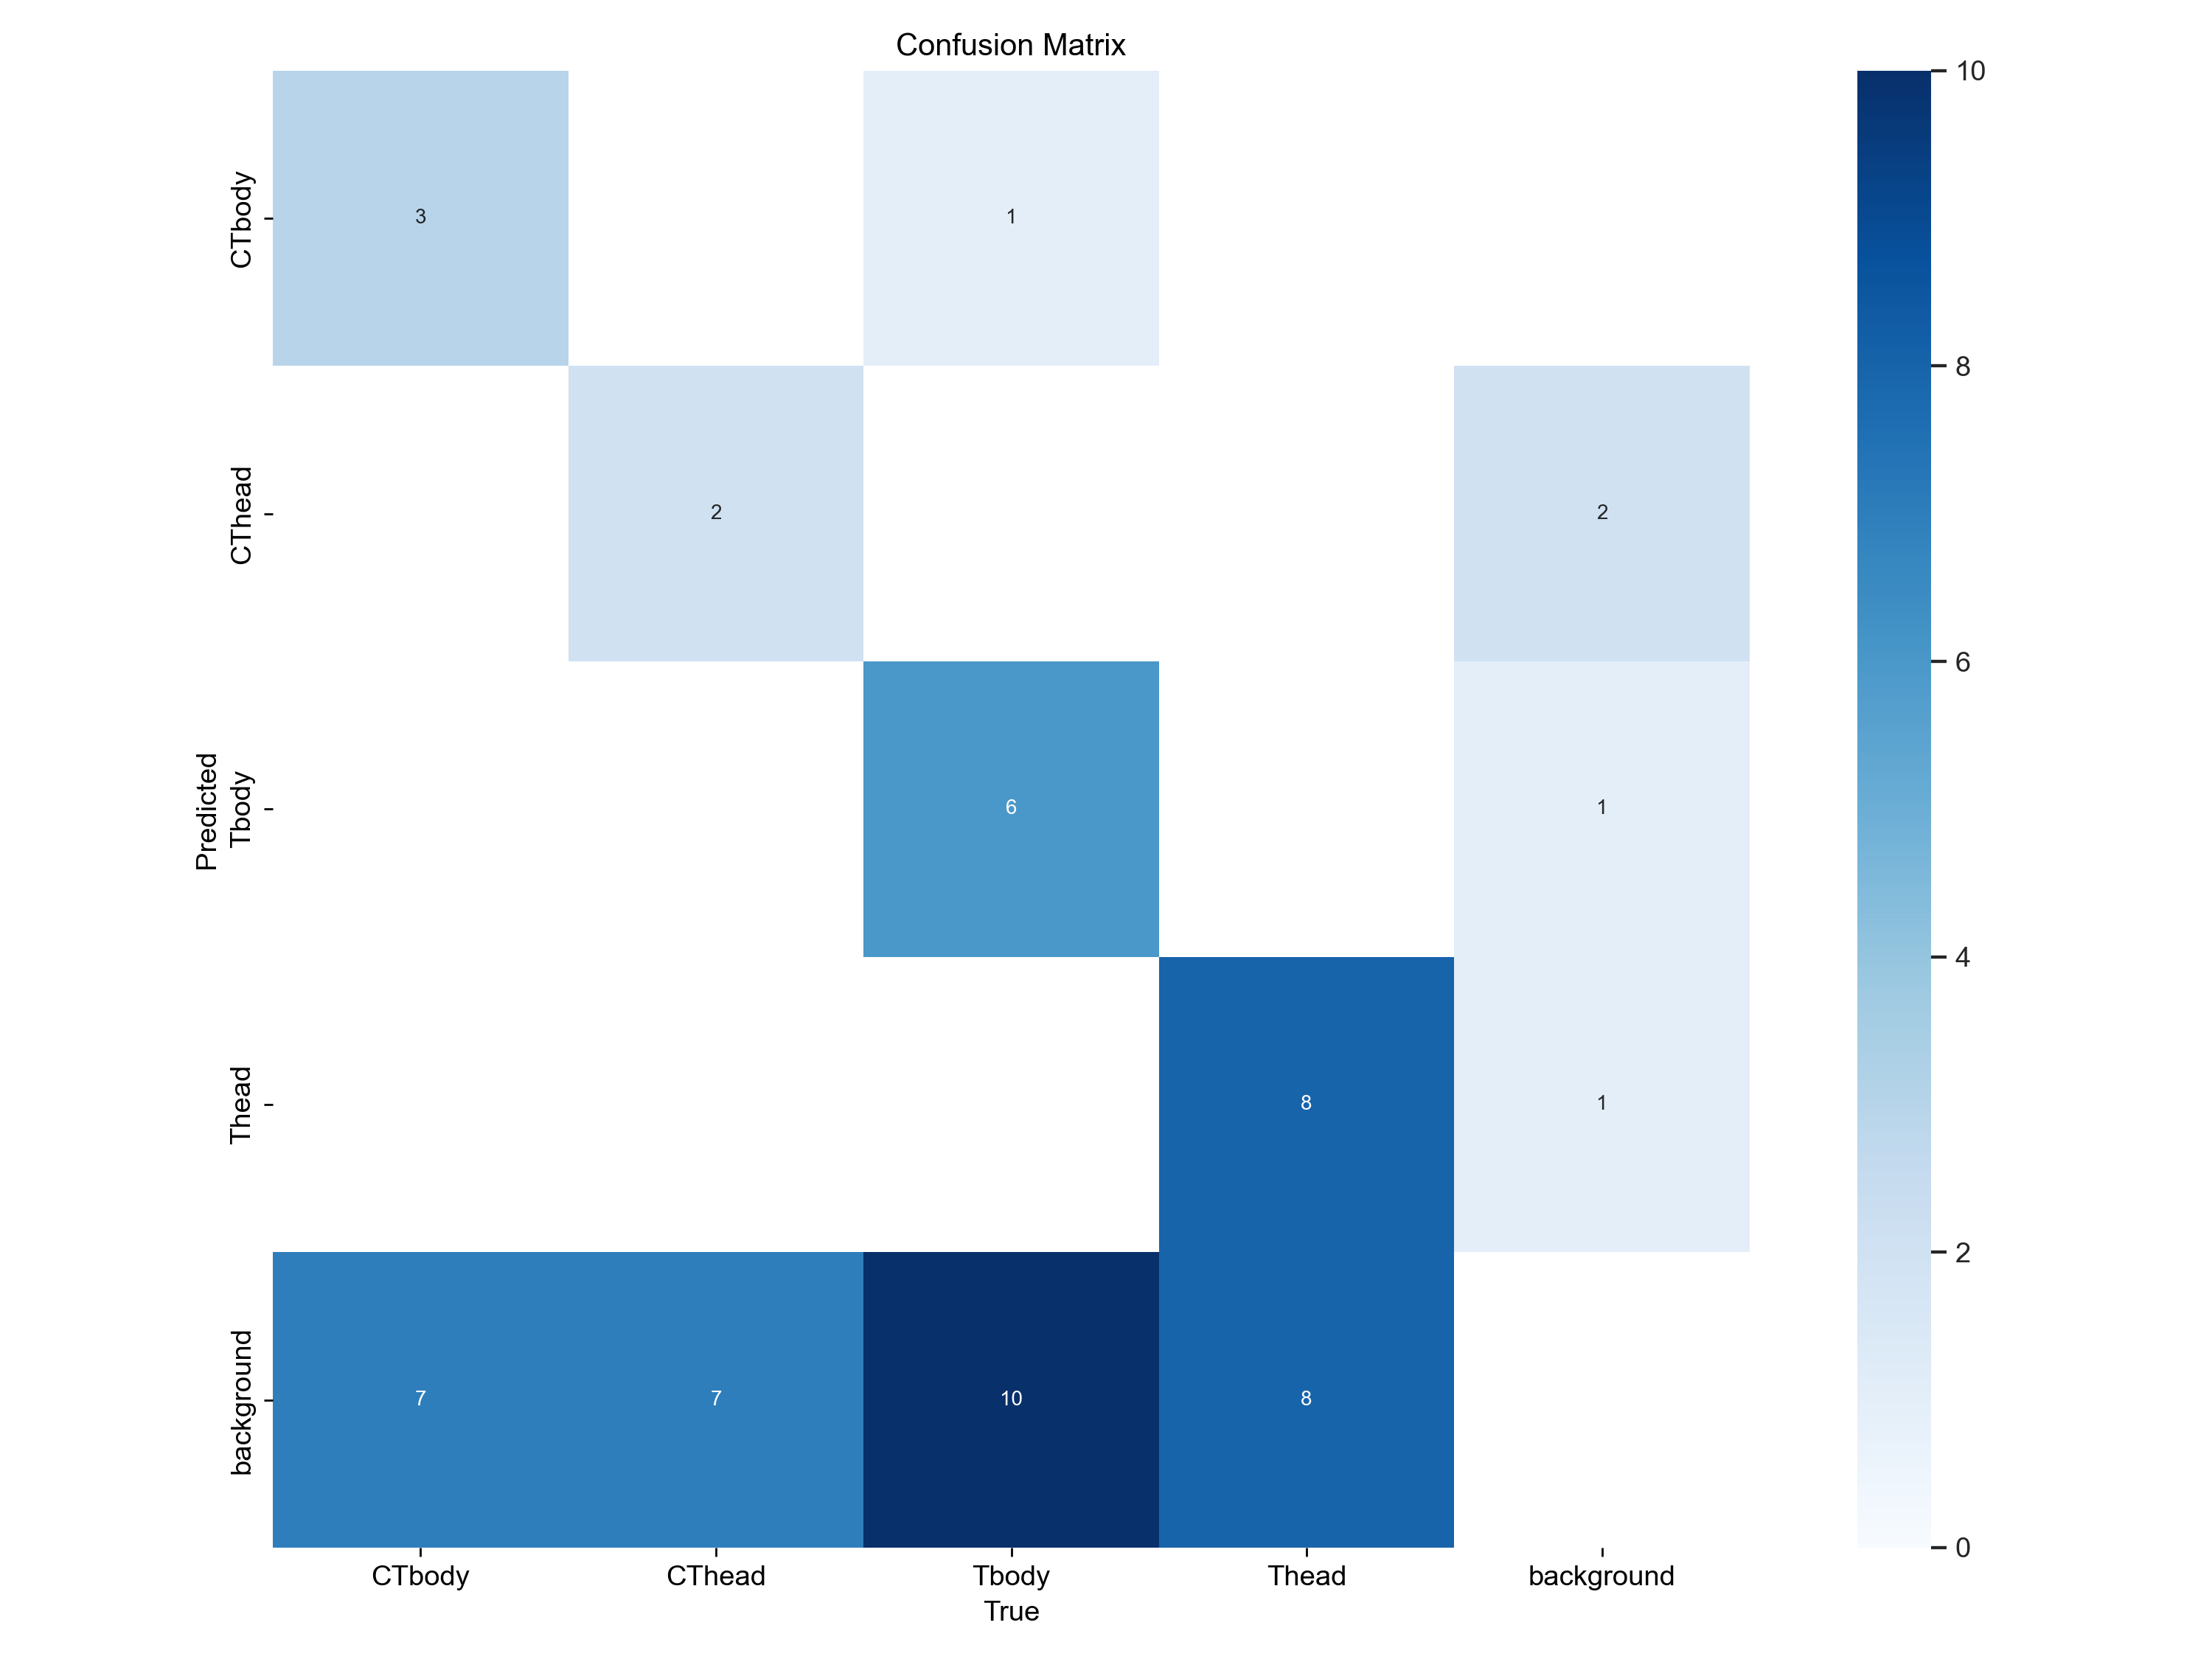 Confusion Matrix
10
CTbody
3
1
8
CThead
2
2
6
Predicted
Tbody
6
1
4
Thead
8
1
2
background
7
7
10
8
0
CTbody CThead Tbody Thead background
True